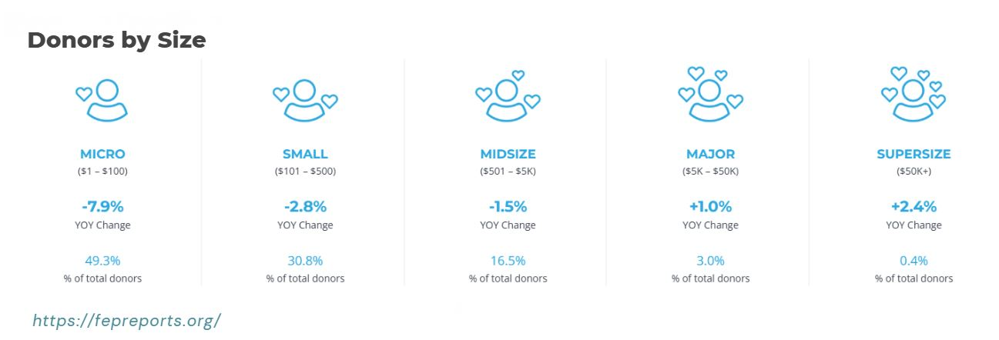 Donors by Size
MICRO
($1 – $100)
-7.9%
YOY Change
49.3%
% of total donors
SMALL
($101 – $500)
-2.8%
YOY Change
30.8%
% of total donors
MIDSIZE
($501 – $5K)
-1.5%
YOY Change
16.5%
% of total donors
MAJOR
($5K – $50K)
+1.0%
YOY Change
3.0%
% of total donors
SUPERSIZE
($50K+)
+2.4%
YOY Change
0.4%
% of total donors
https://fepreports.org/